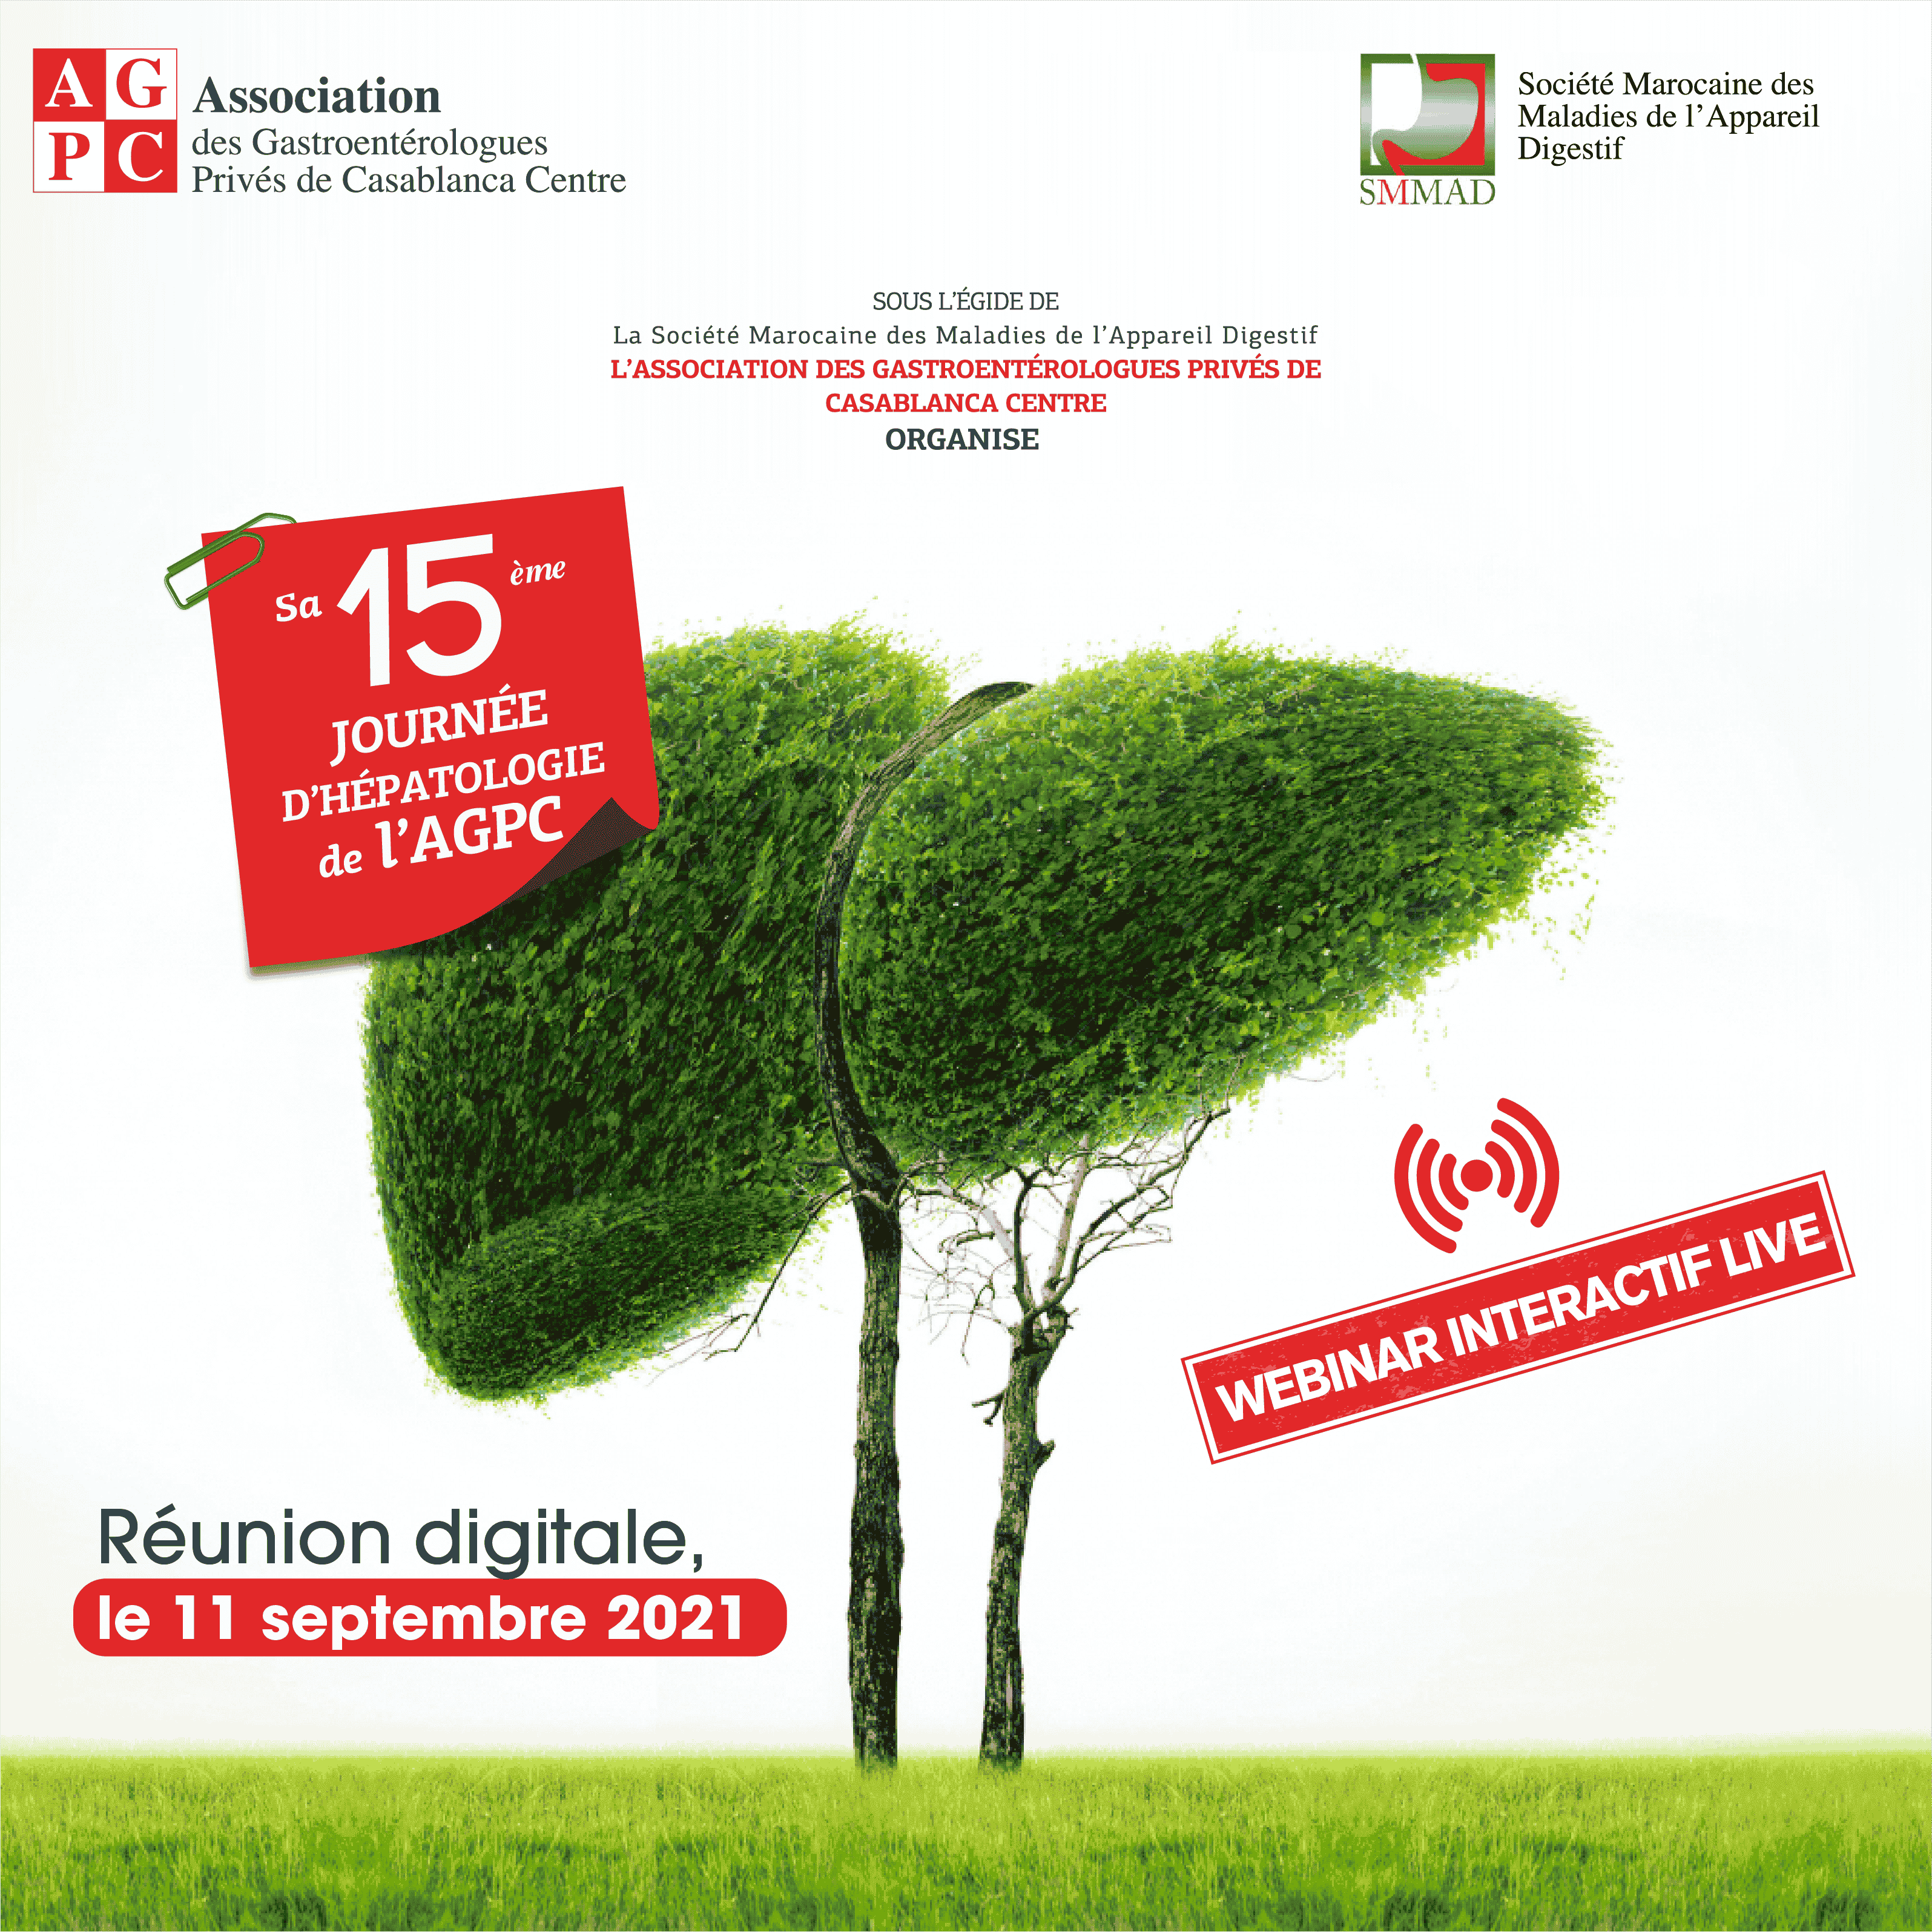 A G
P C
Association
des Gastroentérologues
Privés de Casablanca Centre
SMMAD
Société Marocaine des
Maladies de l'Appareil
Digestif
SOUS L'ÉGIDE DE
La Société Marocaine des Maladies de l'Appareil Digestif
L'ASSOCIATION DES GASTROENTÉROLOGUES PRIVÉS DE
CASABLANCA CENTRE
ORGANISE
Sa 15ème
JOURNÉE
D'HÉPATOLOGIE
de l'AGPC
WEBINAR INTERACTIF LIVE
Réunion digitale,
le 11 septembre 2021